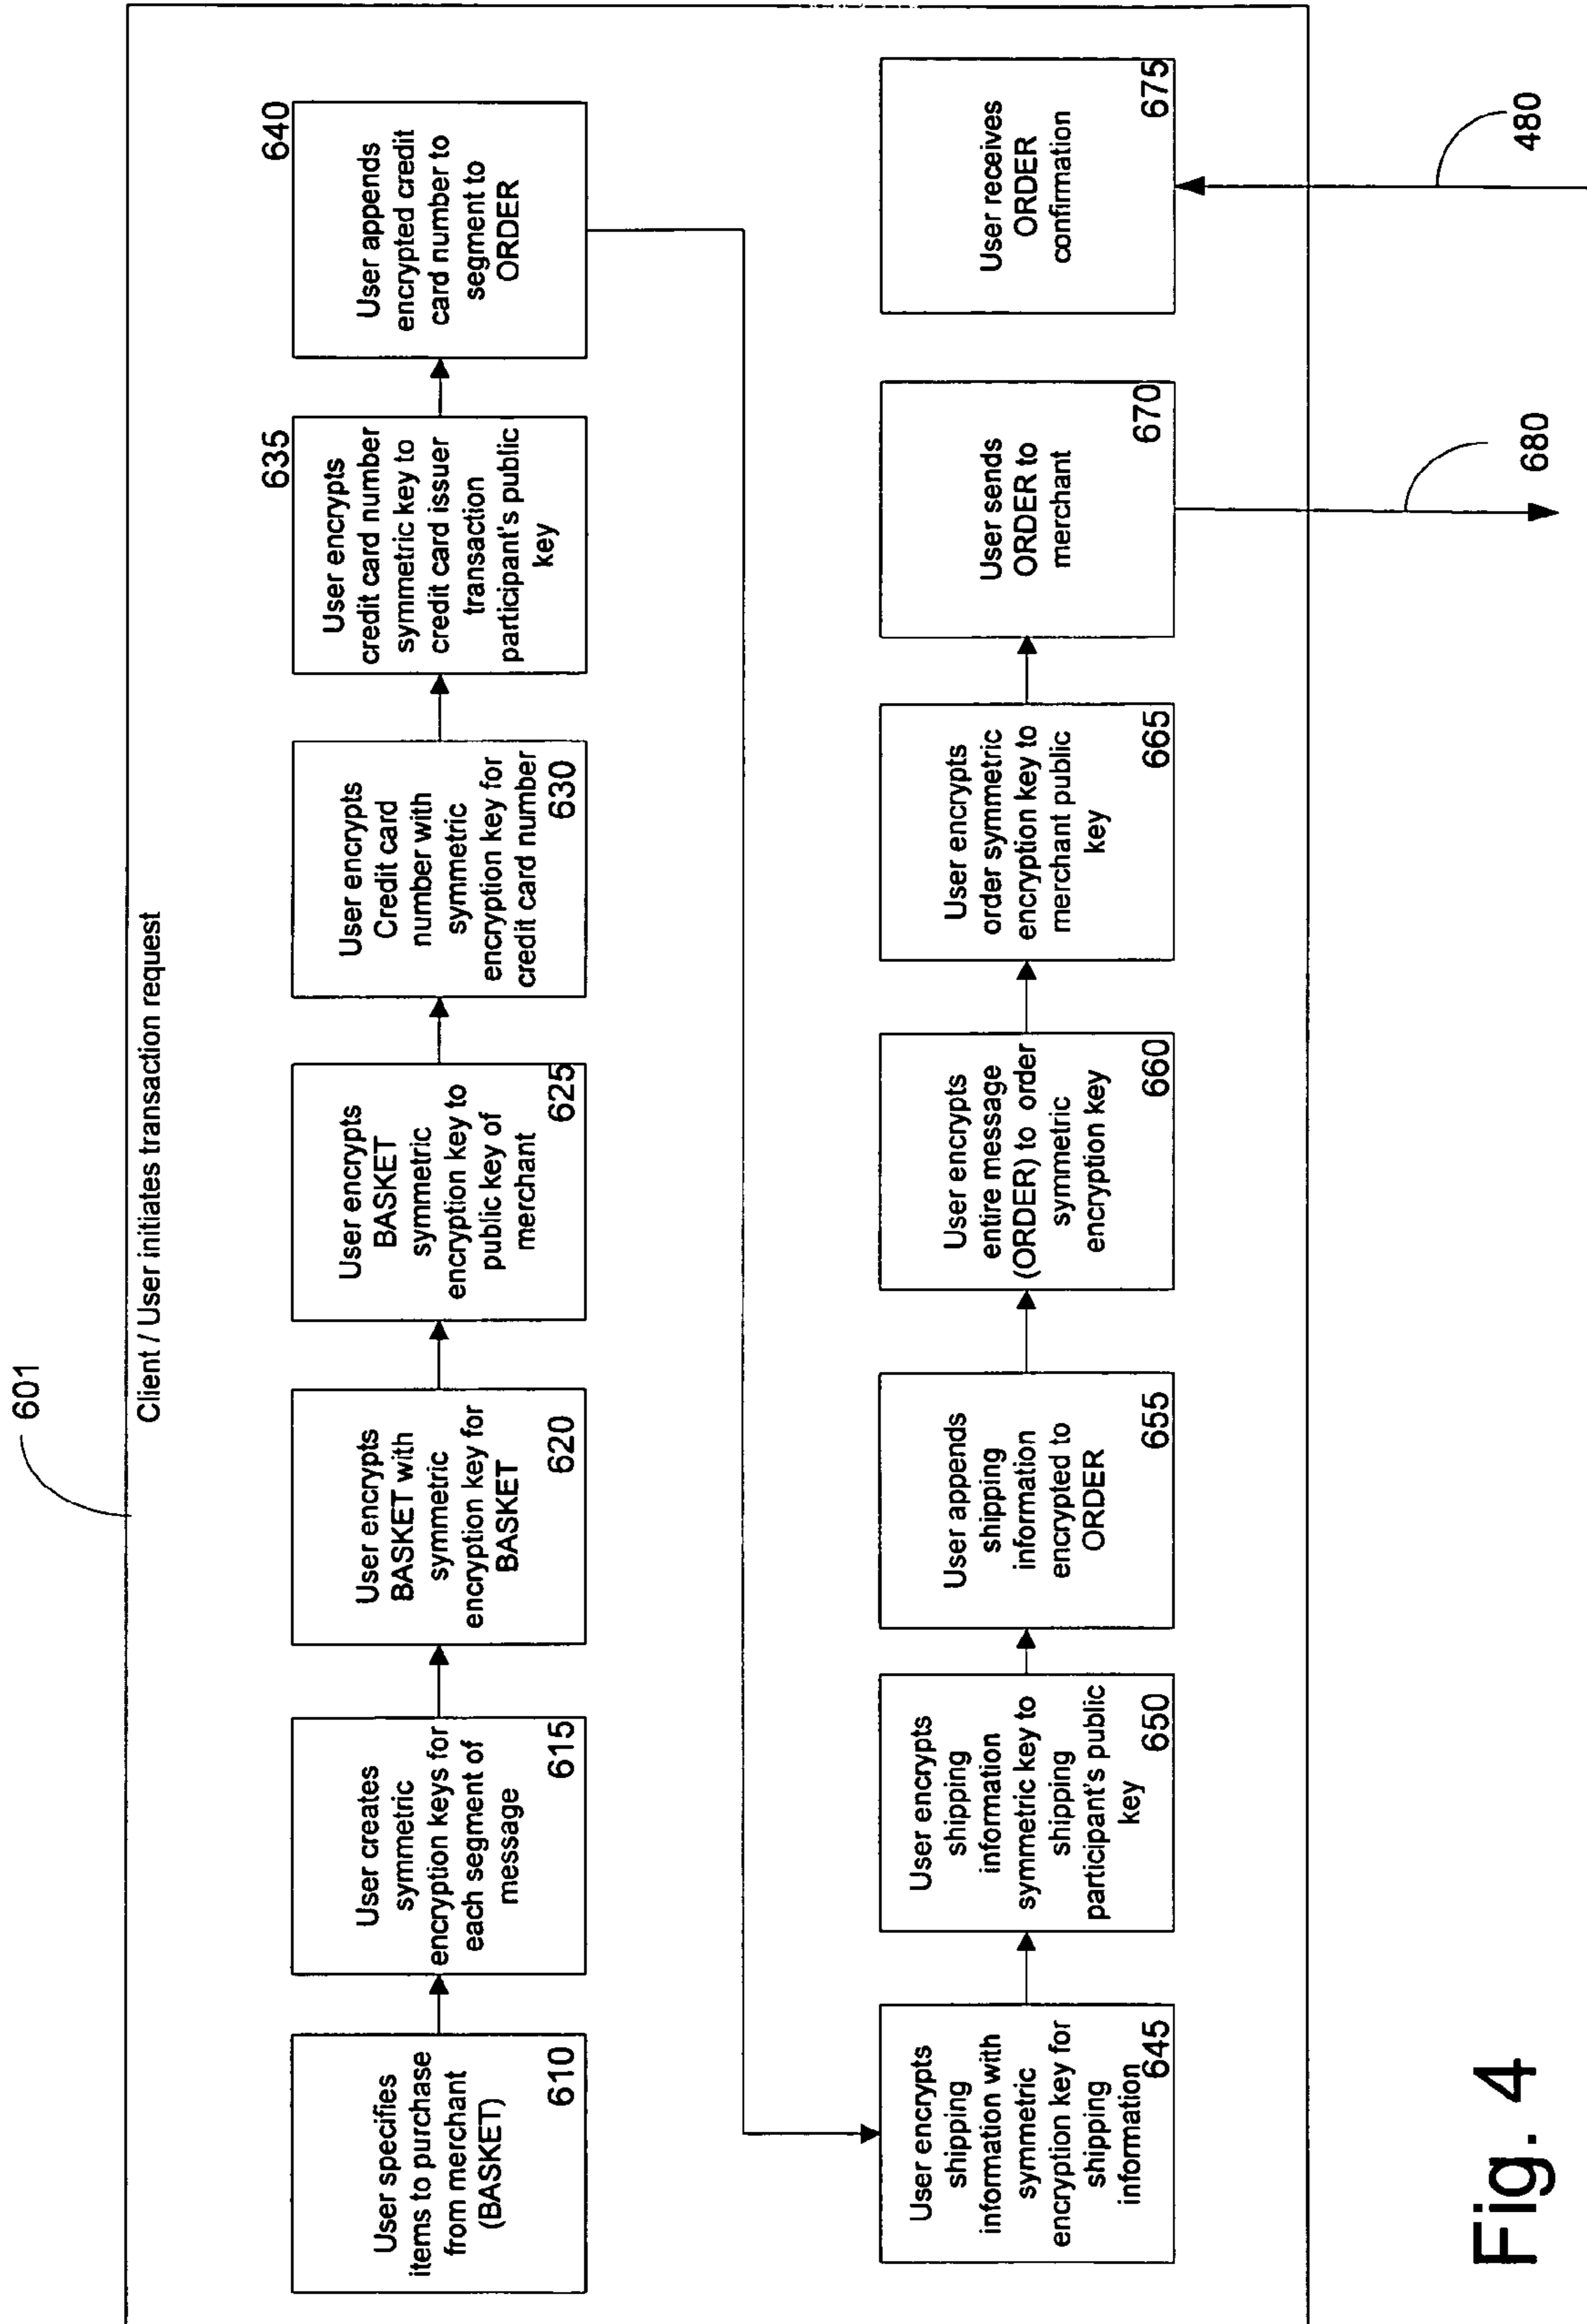 601
Client / User initiates transaction request
User specifies
items to purchase
from merchant
(BASKET)
610
User creates
symmetric
encryption keys for
each segment of
message
615
User encrypts
BASKET with
symmetric
encryption key for
BASKET
620
User encrypts
BASKET
symmetric
encryption key to
public key of
merchant
625
User encrypts
Credit card
number with
symmetric
encryption key for
credit card number
630
635
User encrypts
credit card number
symmetric key to
credit card issuer
transaction
participant's public
key
640
User appends
encrypted credit
card number to
segment to
ORDER
User encrypts
shipping
information with
symmetric
encryption key for
shipping
information
645
User encrypts
shipping
information
symmetric key to
shipping
participant's public
key
650
User appends
shipping
information
encrypted to
ORDER
655
User encrypts
entire message
(ORDER) to order
symmetric
encryption key
660
User encrypts
order symmetric
encryption key to
merchant public
key
665
User sends
ORDER to
merchant
670
User receives
ORDER
confirmation
675
680
480
Fig. 4